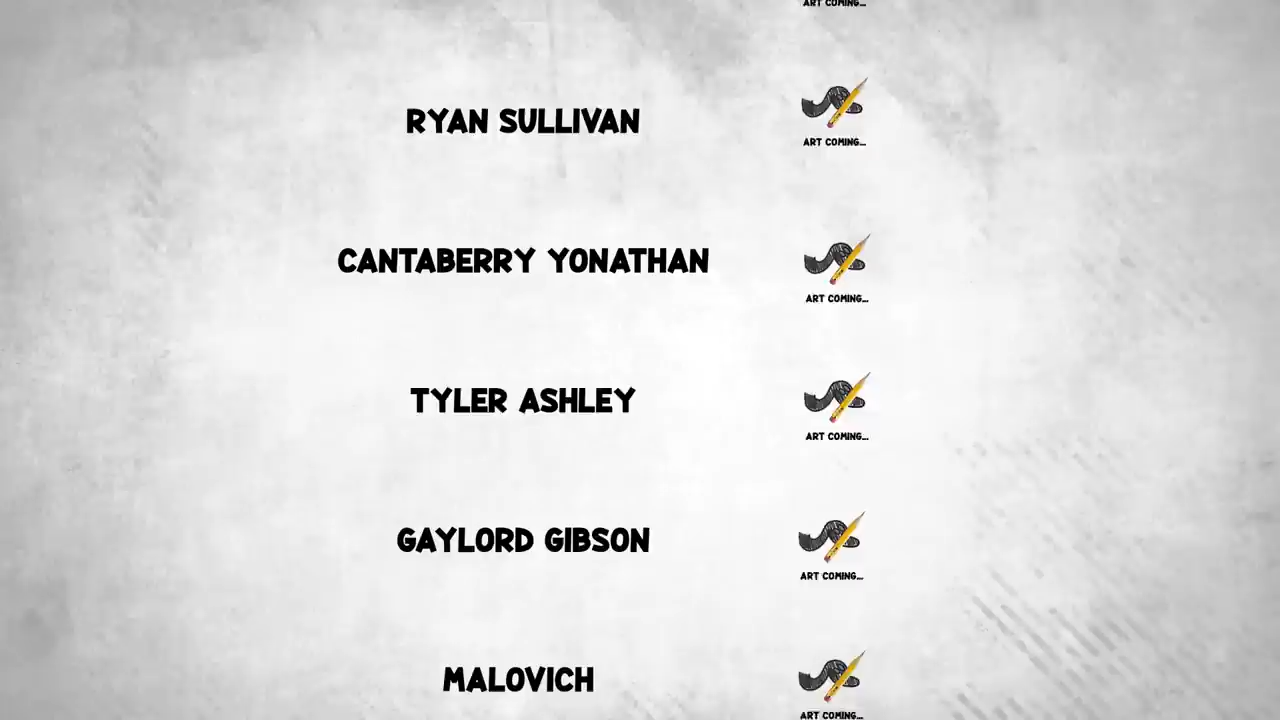 ART COMING...
RYAN SULLIVAN
ART COMING...
CANTABERRY YONATHAN
ART COMING...
TYLER ASHLEY
ART COMING...
GAYLORD GIBSON
ART COMING...
MALOVICH
ART COMING...